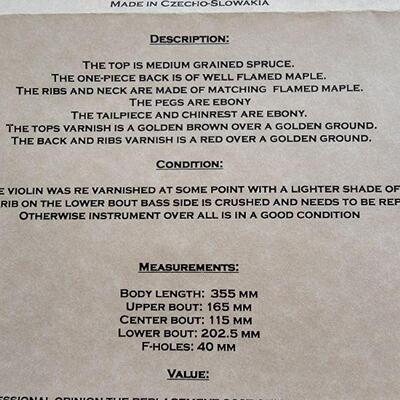 Made in Czecho-Slowakia
Description:
The top is medium grained spruce.
The one-piece back is of well flamed maple.
The ribs and neck are made of matching flamed maple.
The pegs are ebony
The tailpiece and chinrest are ebony.
The tops varnish is a golden brown over a golden ground.
The back and ribs varnish is a red over a golden ground.
Condition:
violin was re varnished at some point with a lighter shade of
rib on the lower bout bass side is crushed and needs to be
Otherwise instrument over all is in a good condition
Measurements:
Body length: 355 mm
Upper bout: 165 mm
Center bout: 115 mm
Lower bout: 202.5 mm
F-holes: 40 mm
Value: